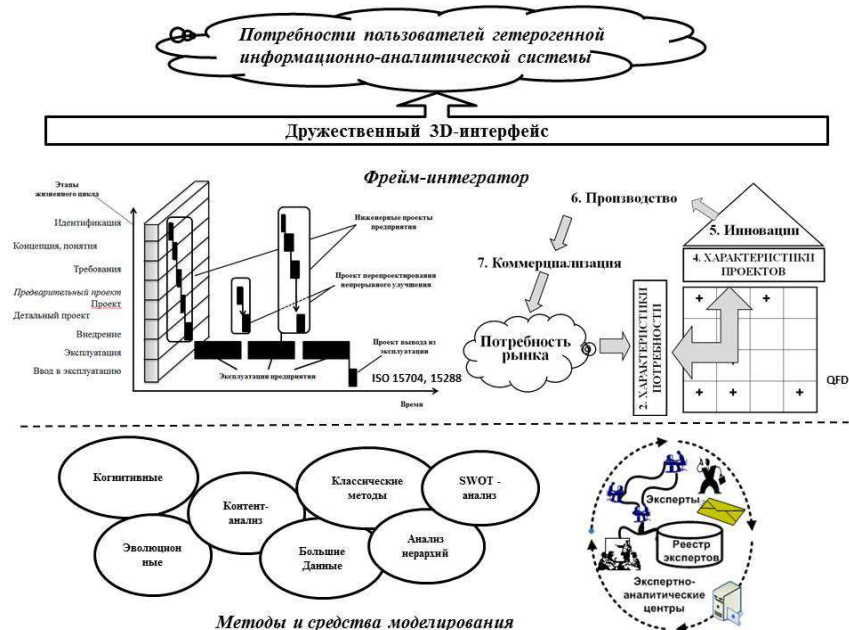 Потребности пользователей гетерогенной
информационно-аналитической системы
Дружественный 3D-интерфейс
Фрейм-интегратор
Этапы
жизненного цикла
Идентификация
Концепция, понятия
Требования
Предварительный проект
Проект
Детальный проект
Внедрение
Эксплуатация
Ввод в эксплуатацию
Инженерные проекты
предприятия
Проект перепроектирования
непрерывного улучшения
Проект вывода из
эксплуатации
Эксплуатации предприятия
ISO 15704, 15288
Время
6. Производство
7. Коммерциализация
Потребность
рынка
5. Инновации
4. ХАРАКТЕРИСТИКИ
ПРОЕКТОВ
2. ХАРАКТЕРИСТИКИ
ПОТРЕБНОСТИ
+ +
+ + +
QFD
Когнитивные
Контент-
анализ
Классические
методы
SWOT -
анализ
Эволюцион
ные
Большие
Данные
Анализ
иерархий
Методы и средства моделирования
Эксперты
Реестр
экспертов
Экспертно-
аналитические
центры